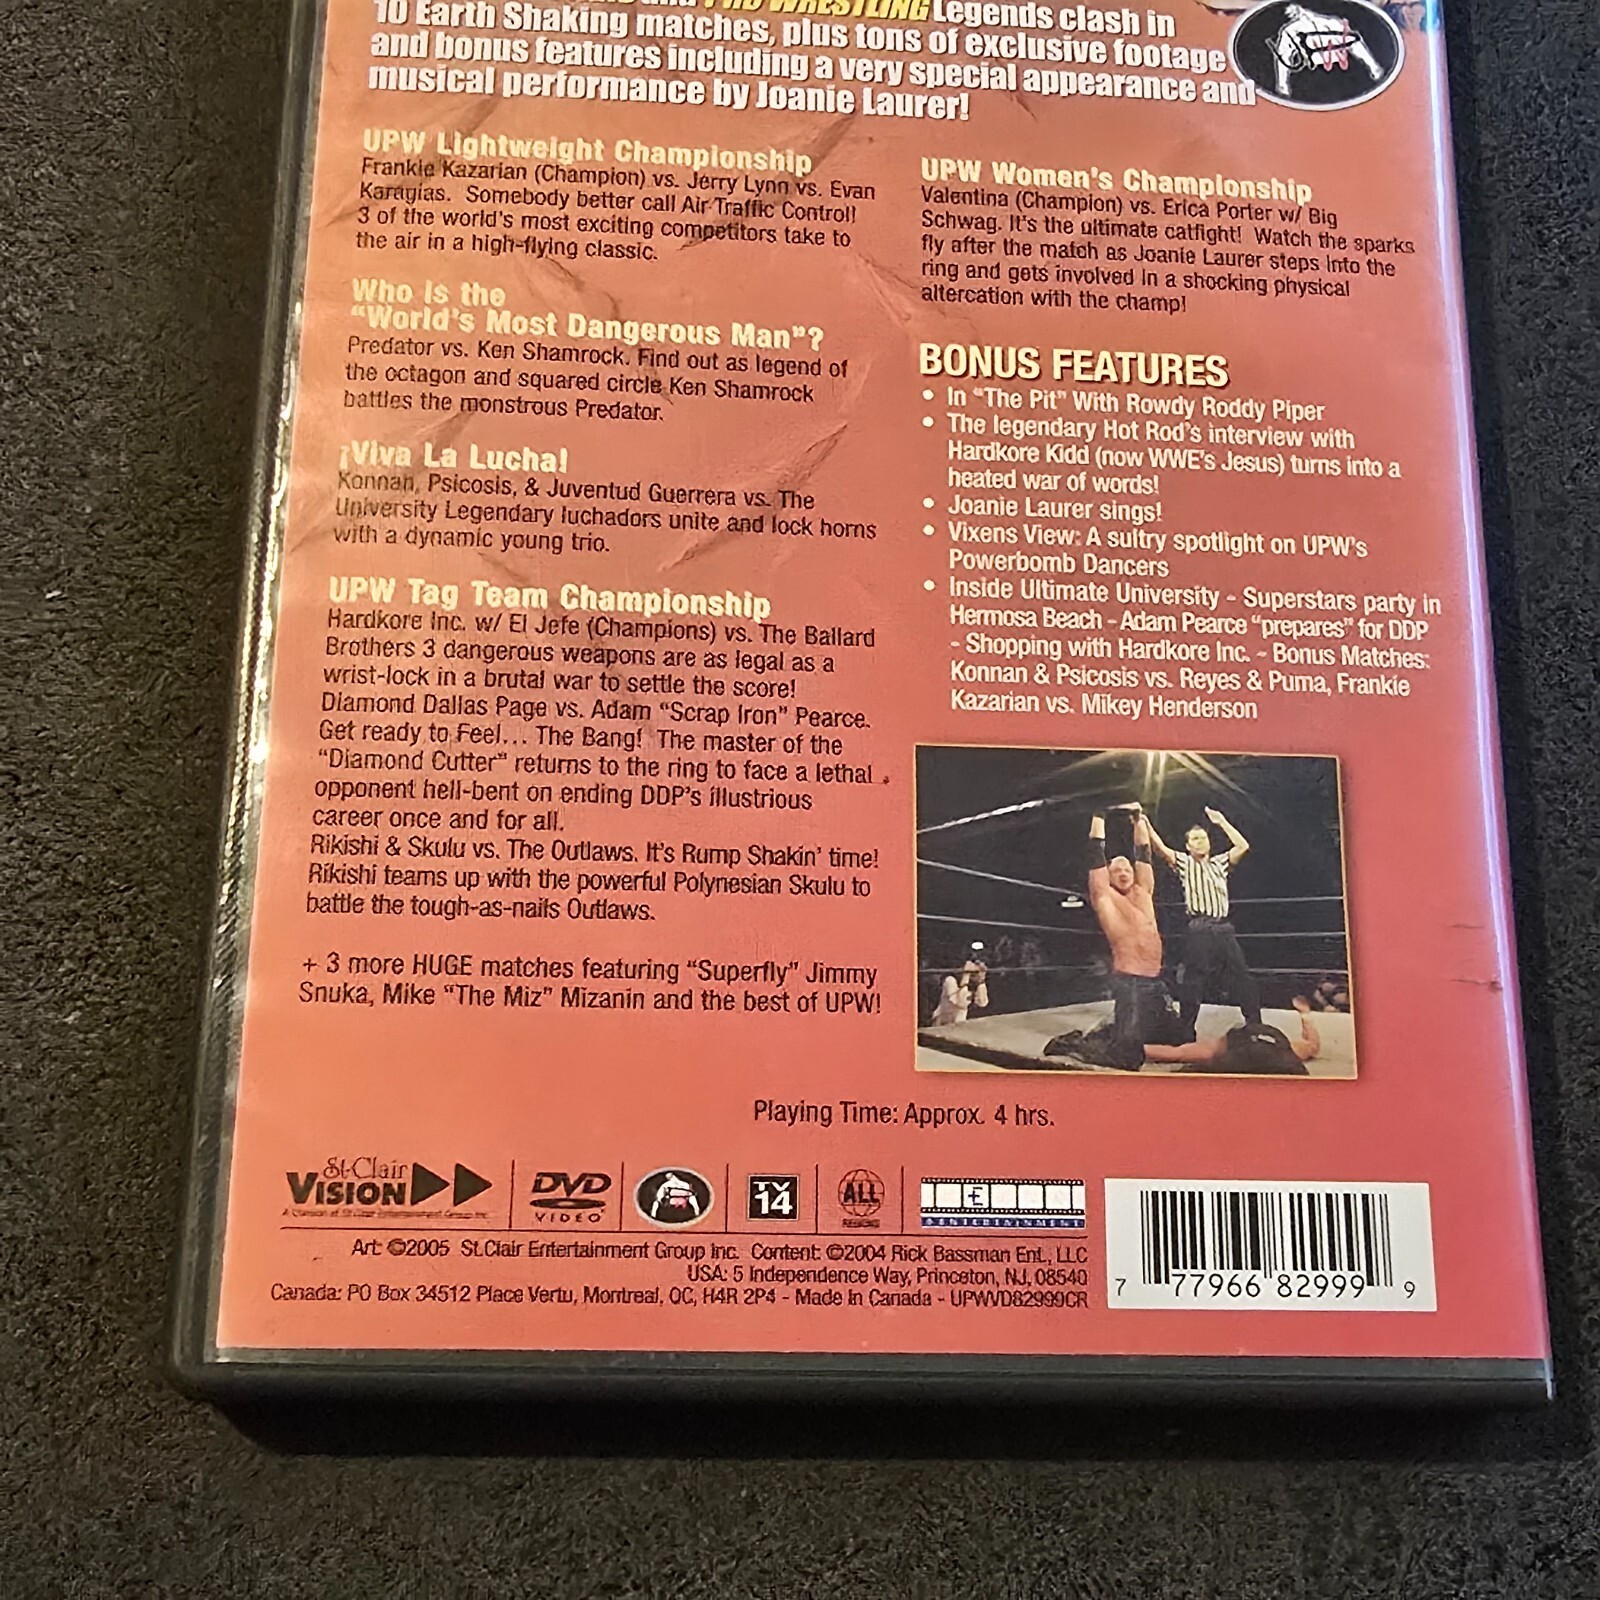 and PRO WRESTLING Legends clash in
10 Earth Shaking matches, plus tons of exclusive footage
and bonus features including a very special appearance and
musical performance by Joanie Laurer!
UPW Lightweight Championship
Frankie Kazarian (Champion) vs. Jerry Lynn vs. Evan
Karagias. Somebody better call Air Traffic Control!
3 of the world's most exciting competitors take to
the air in a high-flying classic.
Who is the
"World's Most Dangerous Man"?
Predator vs. Ken Shamrock. Find out as legend of
the octagon and squared circle Ken Shamrock
battles the monstrous Predator.
¡Viva La Lucha!
Konnan, Psicosis, & Juventud Guerrera vs. The
University Legendary luchadors unite and lock horns
with a dynamic young trio.
UPW Tag Team Championship
Hardkore Inc. w/ El Jefe (Champions) vs. The Ballard
Brothers 3 dangerous weapons are as legal as a
wrist-lock in a brutal war to settle the score!
Diamond Dallas Page vs. Adam "Scrap Iron" Pearce.
Get ready to Feel... The Bang! The master of the
"Diamond Cutter" returns to the ring to face a lethal
opponent hell-bent on ending DDP's illustrious
career once and for all.
Rikishi & Skulu vs. The Outlaws. It's Rump Shakin' time!
Rikishi teams up with the powerful Polynesian Skulu to
battle the tough-as-nails Outlaws.
+ 3 more HUGE matches featuring "Superfly" Jimmy
Snuka, Mike "The Miz" Mizanin and the best of UPW!
UPW Women's Championship
Valentina (Champion) vs. Erica Porter w/ Big
Schwag. It's the ultimate catfight! Watch the sparks
fly after the match as Joanie Laurer steps into the
ring and gets involved in a shocking physical
altercation with the champ!
BONUS FEATURES
• In "The Pit" With Rowdy Roddy Piper
• The legendary Hot Rod's interview with
Hardkore Kidd (now WWE's Jesus) turns into a
heated war of words!
• Joanie Laurer sings!
• Vixens View: A sultry spotlight on UPW's
Powerbomb Dancers
• Inside Ultimate University - Superstars party in
Hermosa Beach - Adam Pearce "prepares" for DDP
- Shopping with Hardkore Inc. - Bonus Matches:
Konnan & Psicosis vs. Reyes & Puma, Frankie
Kazarian vs. Mikey Henderson
Playing Time: Approx. 4 hrs.
St·Clair
VISION
A Division of St.Clair Entertainment Group Inc.
DVD
VIDEO
TV
14
ALL
REGIONS
E
ENTERTAINMENT
Art: ©2005 St.Clair Entertainment Group Inc. Content: ©2004 Rick Bassman Ent., LLC
USA: 5 Independence Way, Princeton, NJ, 08540
Canada: PO Box 34512 Place Vertu, Montreal, QC, H4R 2P4 - Made in Canada - UPWVD82999CR
7 77966 82999 9